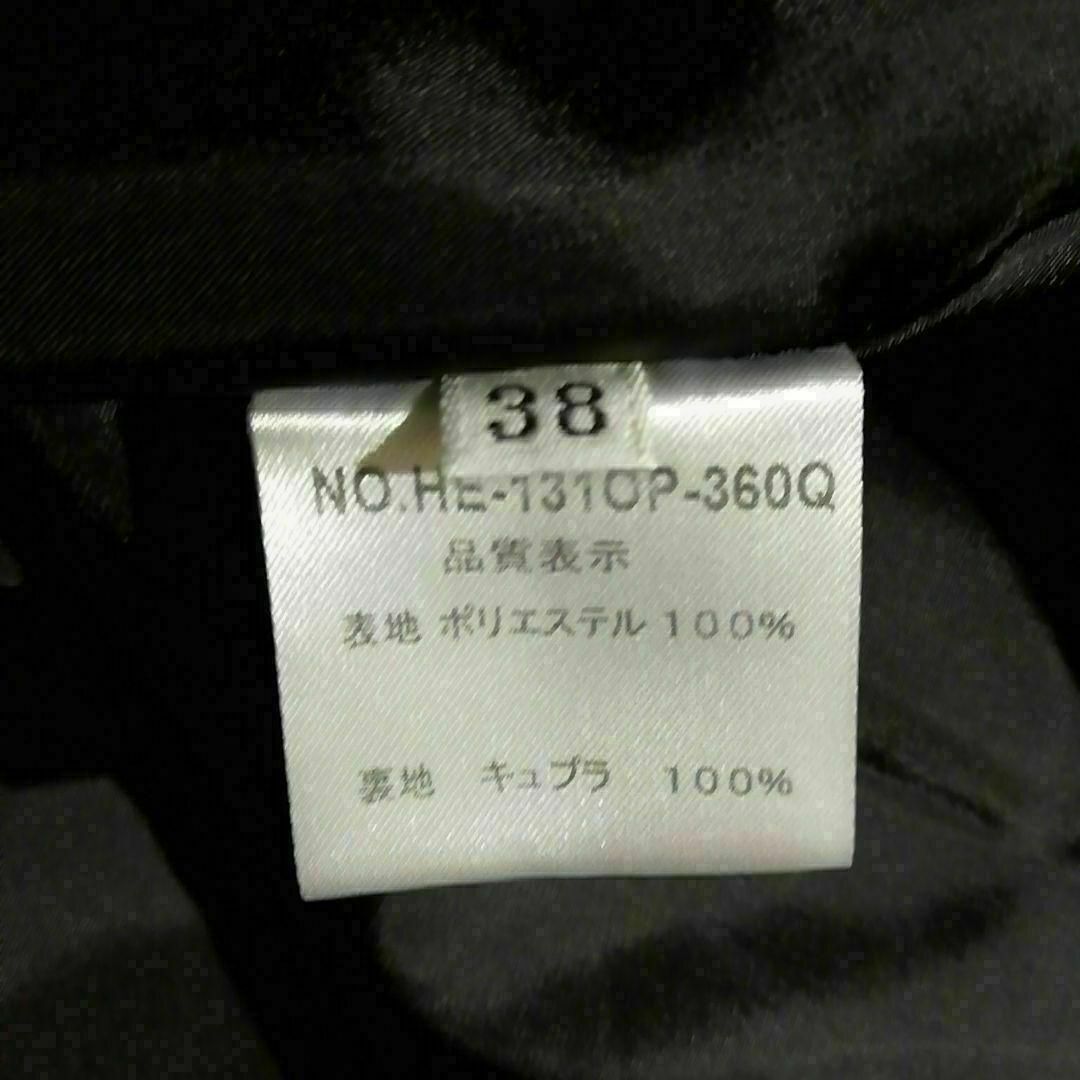 38
NO.HE-131OP-360Q
品質表示
表地 ポリエステル 100%
裏地 キュプラ 100%